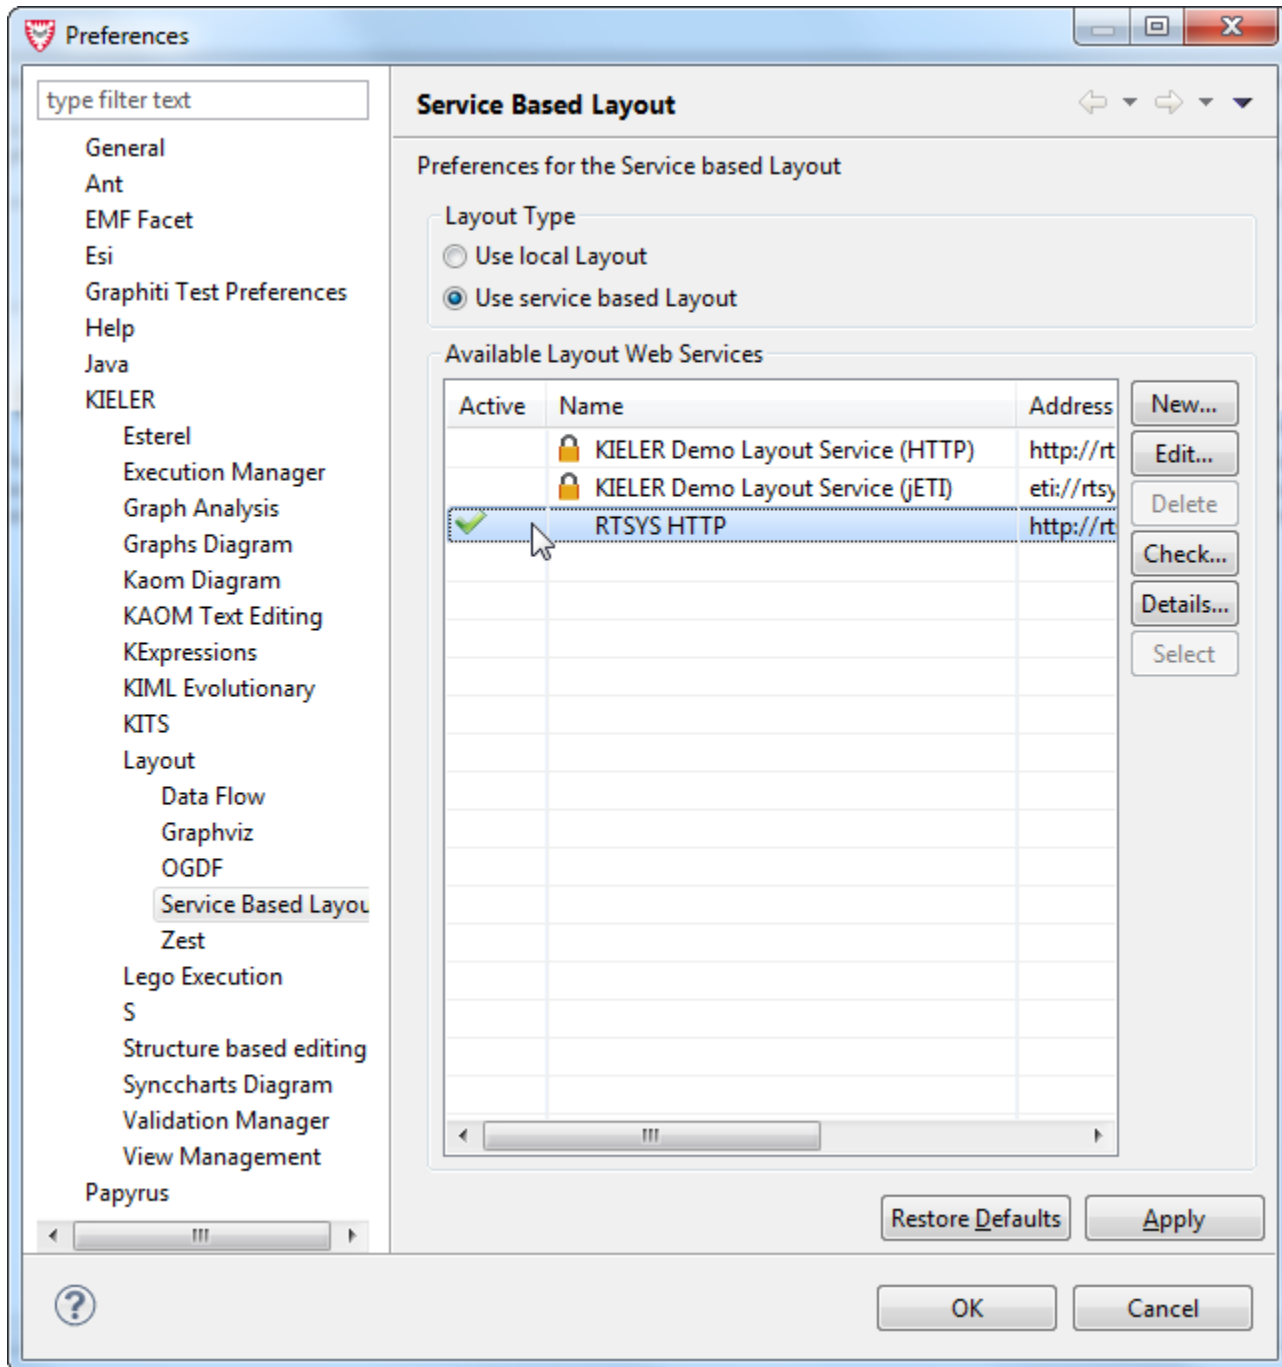 Preferences
type filter text
General
Ant
EMF Facet
Esi
Graphiti Test Preferences
Help
Java
KIELER
Esterel
Execution Manager
Graph Analysis
Graphs Diagram
Kaom Diagram
KAOM Text Editing
KExpressions
KIML Evolutionary
KITS
Layout
Data Flow
Graphviz
OGDF
Service Based Layou
Zest
Lego Execution
S
Structure based editing
Synccharts Diagram
Validation Manager
View Management
Papyrus
Service Based Layout
Preferences for the Service based Layout
Layout Type
Use local Layout
Use service based Layout
Available Layout Web Services
Active Name Address
KIELER Demo Layout Service (HTTP) http://rt
KIELER Demo Layout Service (jETI) eti://rtsy
RTSYS HTTP http://rt
New...
Edit...
Delete
Check...
Details...
Select
Restore Defaults Apply
? OK Cancel